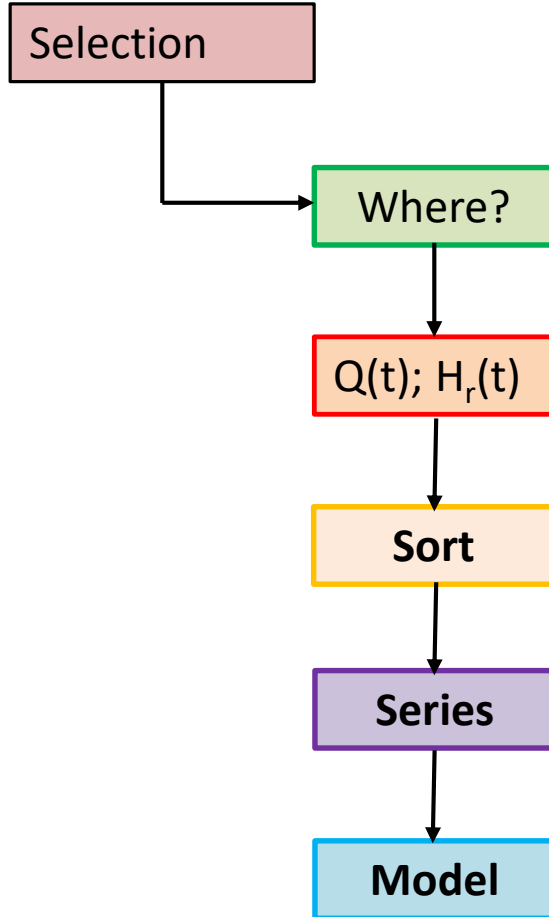 Selection
Where?
Q(t); Hr(t)
Sort
Series
Model